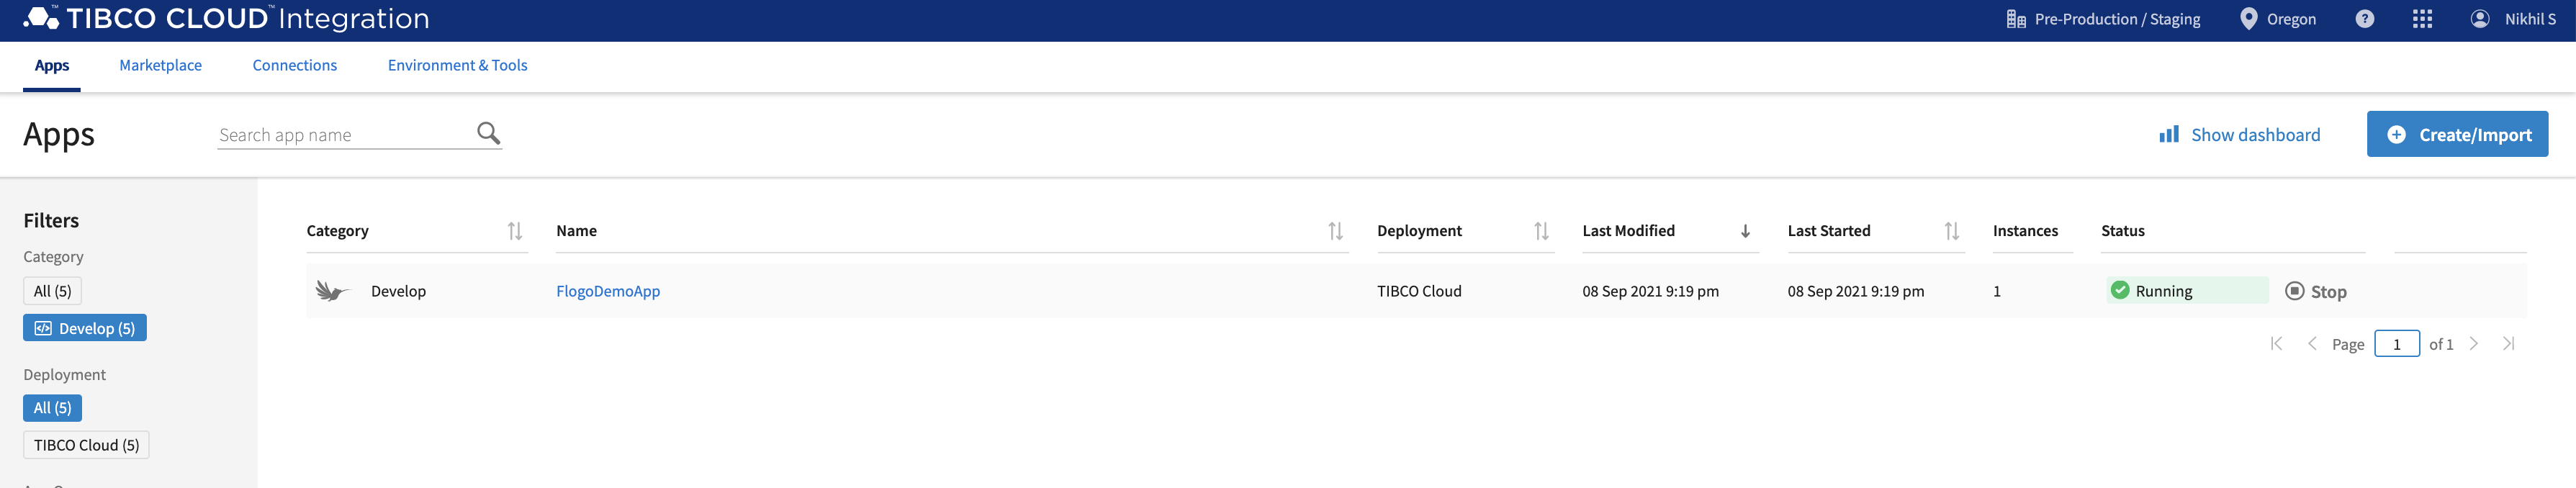 TIBCO CLOUD™ Integration
Pre-Production / Staging
Oregon
?
Nikhil S
Apps
Marketplace
Connections
Environment & Tools
Apps
Search app name
Show dashboard
Create/Import
Filters
Category
All (5)
Develop (5)
Deployment
All (5)
TIBCO Cloud (5)
Category
Name
Deployment
Last Modified
Last Started
Instances
Status
Develop
FlogoDemoApp
TIBCO Cloud
08 Sep 2021 9:19 pm
08 Sep 2021 9:19 pm
1
Running
Stop
Page 1 of 1